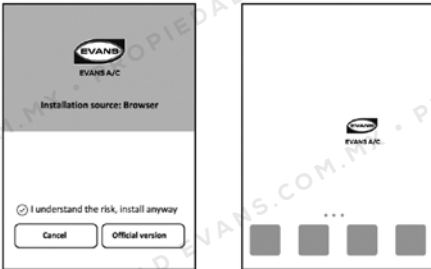 EVANS
EVANS A/C
Installation source: Browser
I understand the risk, install anyway
Cancel
Official version
EVANS
EVANS A/C